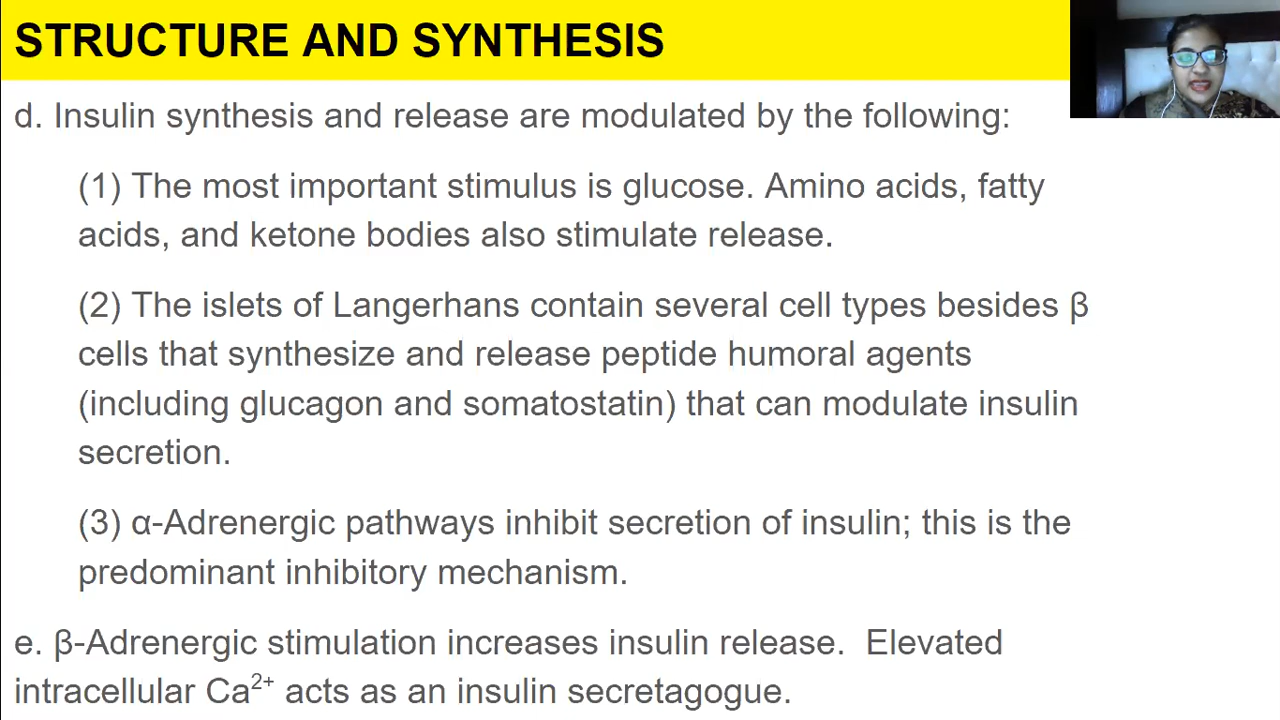 STRUCTURE AND SYNTHESIS
d. Insulin synthesis and release are modulated by the following:
(1) The most important stimulus is glucose. Amino acids, fatty
acids, and ketone bodies also stimulate release.
(2) The islets of Langerhans contain several cell types besides β
cells that synthesize and release peptide humoral agents
(including glucagon and somatostatin) that can modulate insulin
secretion.
(3) α-Adrenergic pathways inhibit secretion of insulin; this is the
predominant inhibitory mechanism.
e. β-Adrenergic stimulation increases insulin release.  Elevated
intracellular Ca²⁺ acts as an insulin secretagogue.